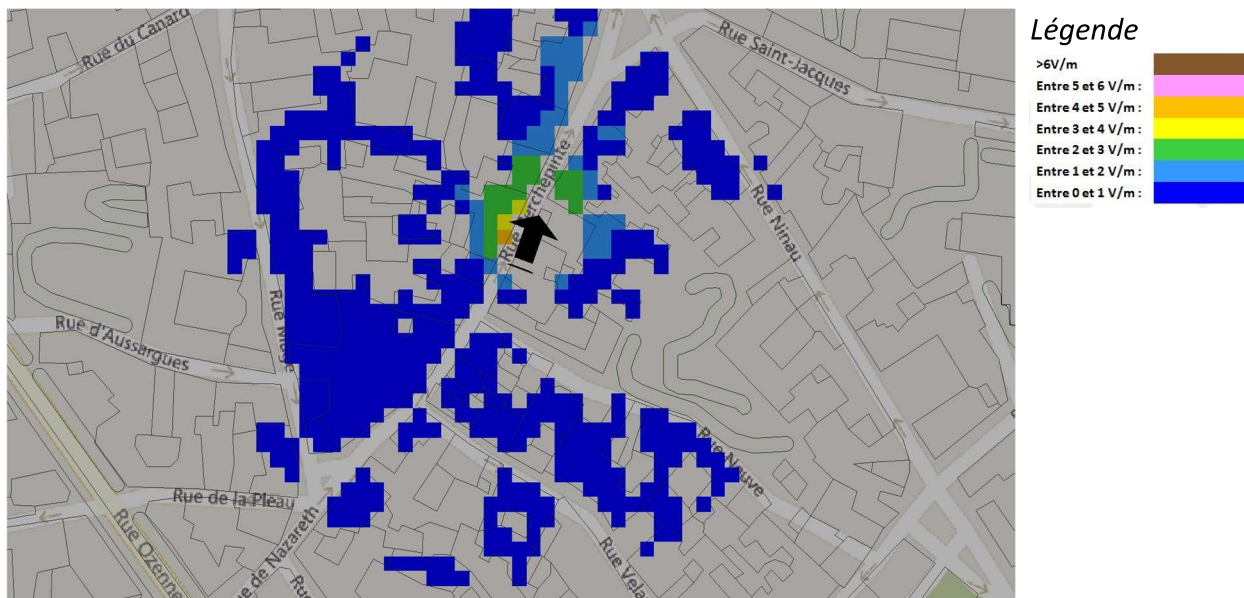 Légende
>6V/m
Entre 5 et 6 V/m :
Entre 4 et 5 V/m :
Entre 3 et 4 V/m :
Entre 2 et 3 V/m :
Entre 1 et 2 V/m :
Entre 0 et 1 V/m :
Rue du Canard
Rue Saint-Jacques
Rue Ninau
Rue d'Aussargues
Rue de la Pleau
Rue Ozenne
Rue Neuve
Rue
de Nazareth
Rue